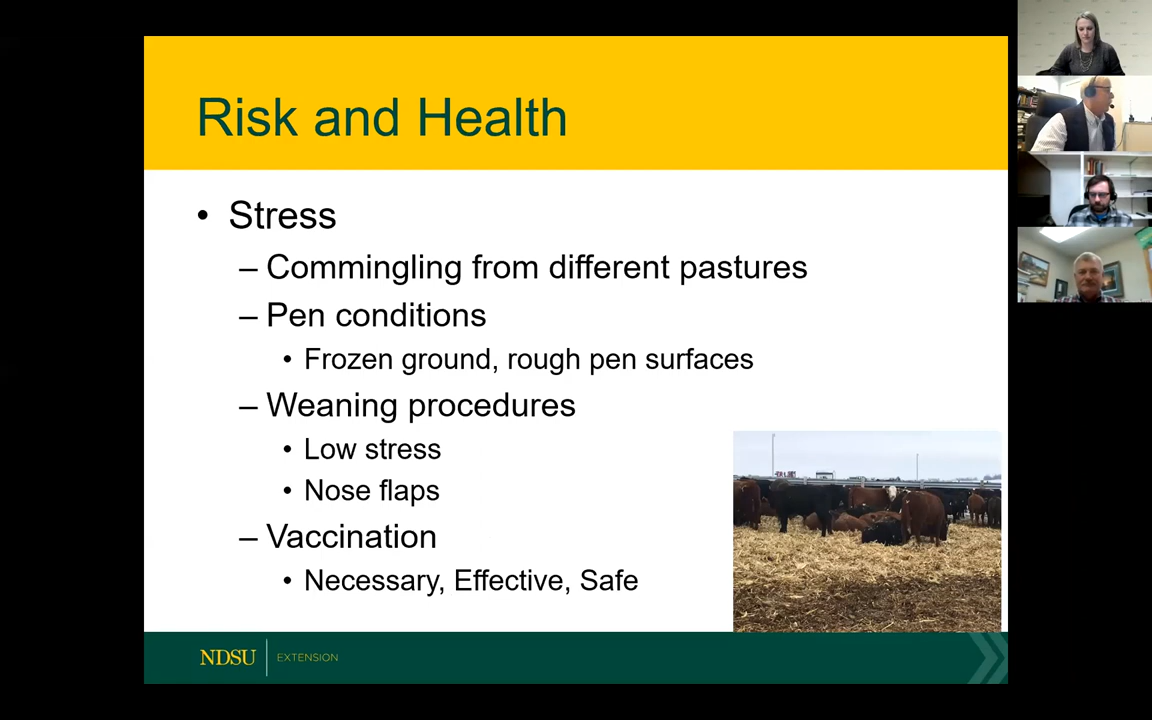 Risk and Health
• Stress
– Commingling from different pastures
– Pen conditions
• Frozen ground, rough pen surfaces
– Weaning procedures
• Low stress
• Nose flaps
– Vaccination
• Necessary, Effective, Safe
NDSU EXTENSION